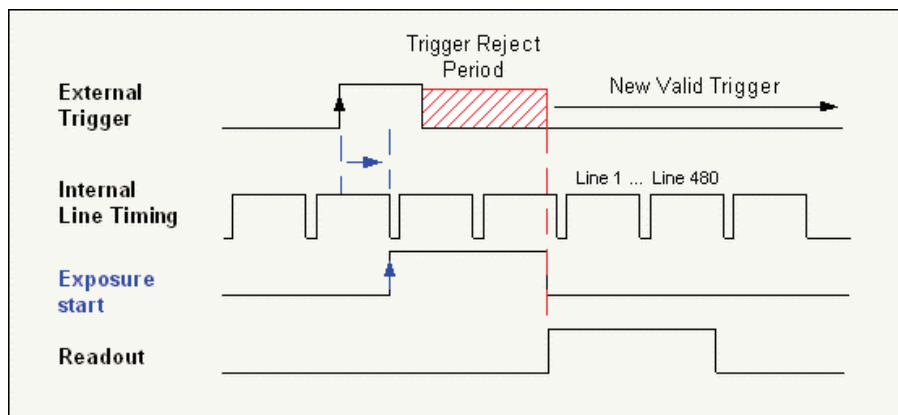 Trigger Reject
Period
External
Trigger
New Valid Trigger
Internal
Line Timing
Line 1 ... Line 480
Exposure
start
Readout